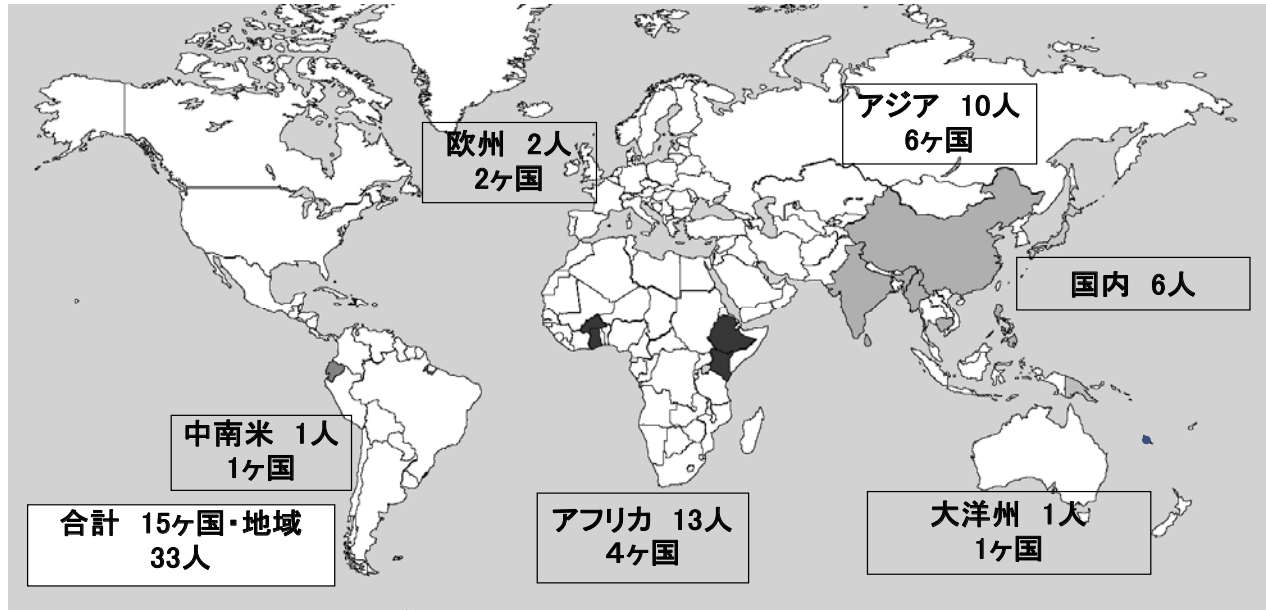 欧州 2人
2ヶ国
アジア 10人
6ヶ国
国内 6人
中南米 1人
1ヶ国
合計 15ヶ国・地域
33人
アフリカ 13人
４ヶ国
大洋州 1人
1ヶ国